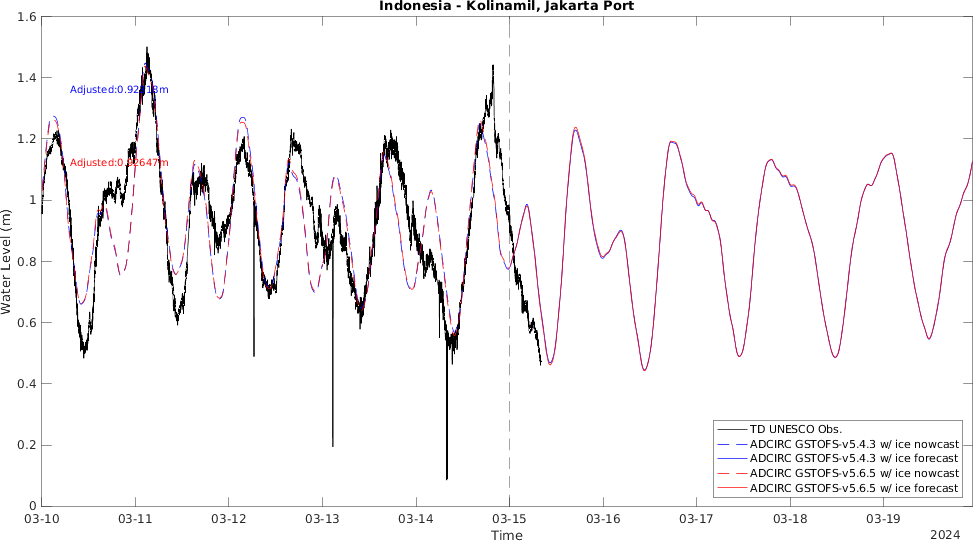 Indonesia - Kolinamil, Jakarta Port
Water Level (m)
1.6
1.4
1.2
1
0.8
0.6
0.4
0.2
0
m
m
TD UNESCO Obs.
ADCIRC GSTOFS-v5.4.3 w/ ice nowcast
ADCIRC GSTOFS-v5.4.3 w/ ice forecast
ADCIRC GSTOFS-v5.6.5 w/ ice nowcast
ADCIRC GSTOFS-v5.6.5 w/ ice forecast
03-10 03-11 03-12 03-13 03-14 03-15 03-16 03-17 03-18 03-19
Time
2024